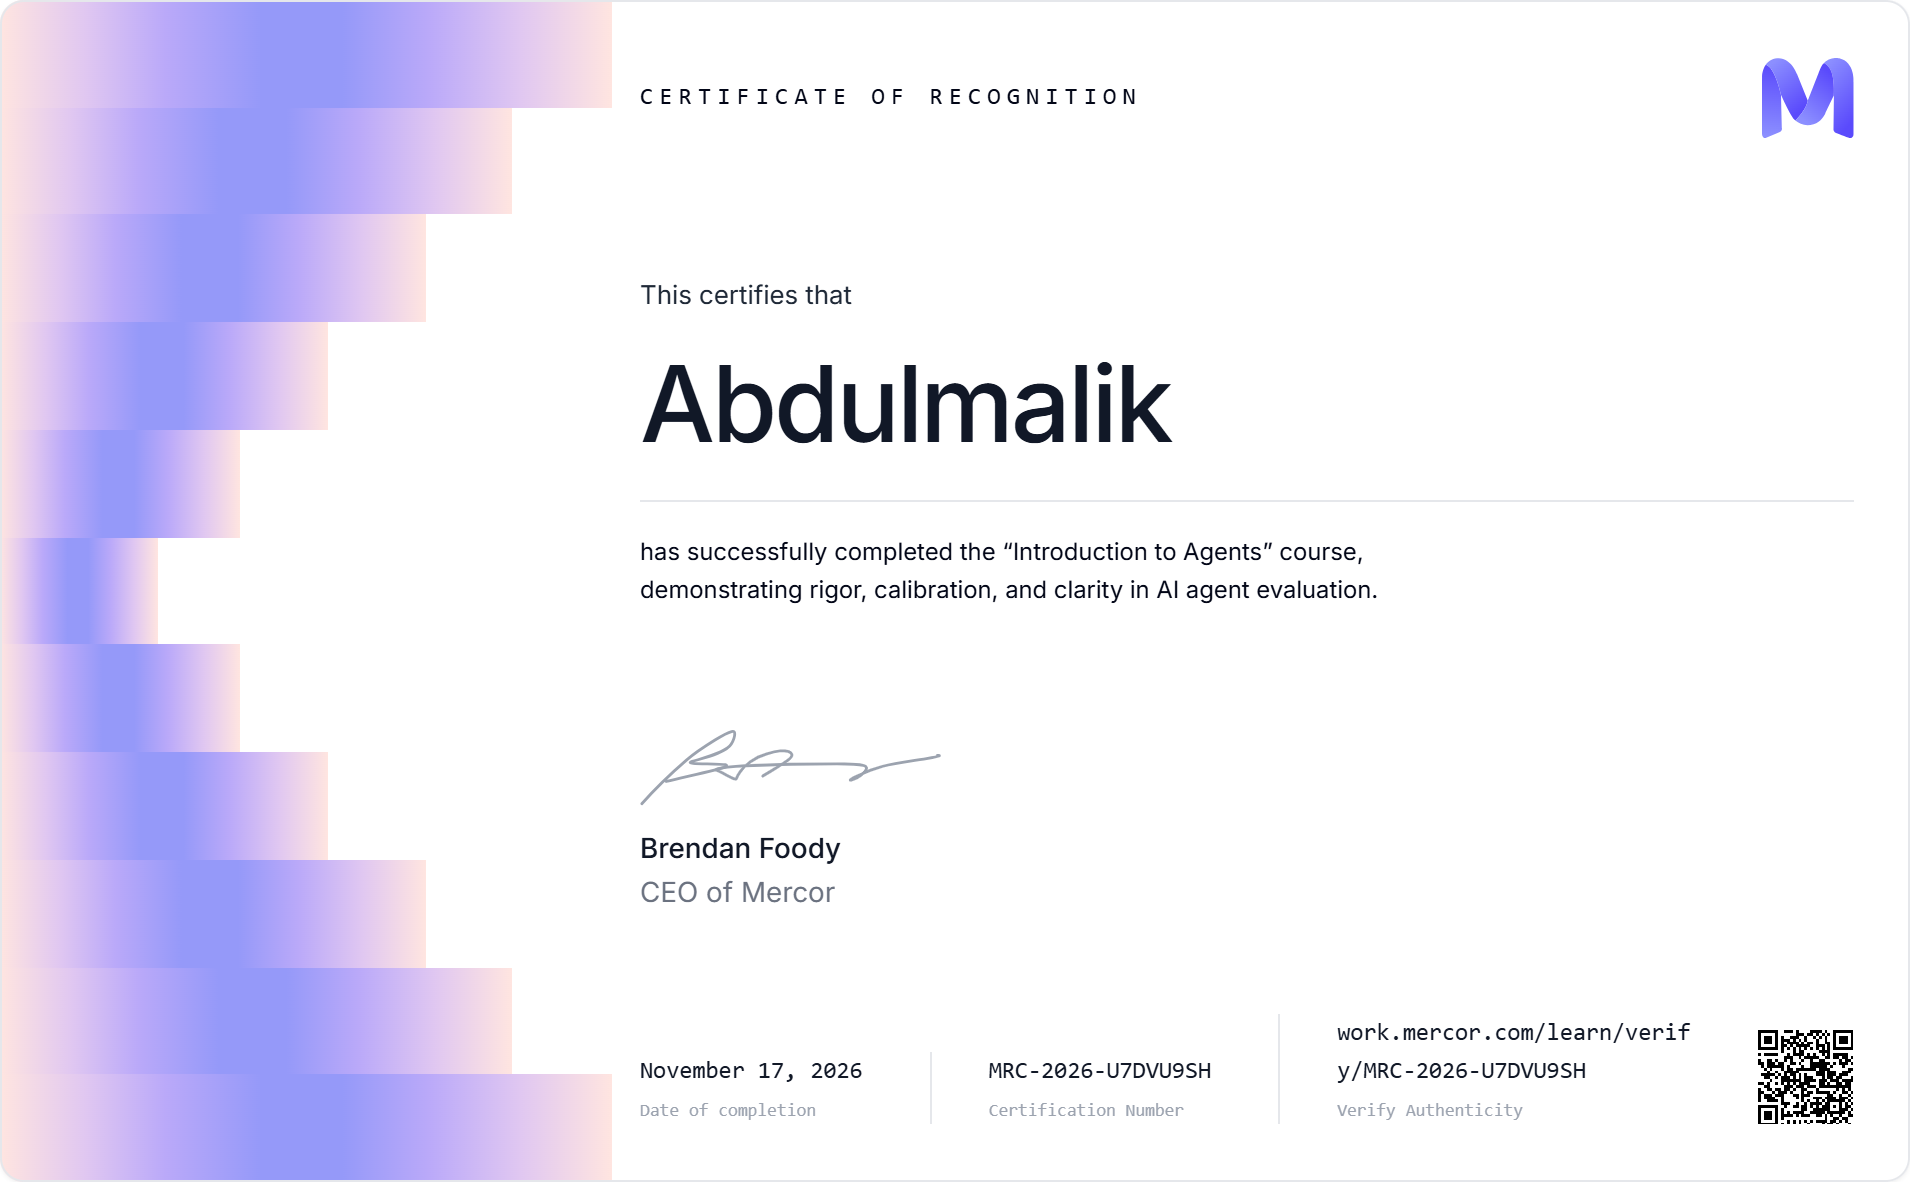 CERTIFICATE OF RECOGNITION
This certifies that
Abdulmalik
has successfully completed the “Introduction to Agents” course,
demonstrating rigor, calibration, and clarity in AI agent evaluation.
Brendan Foody
CEO of Mercor
November 17, 2026
Date of completion
MRC-2026-U7DVU9SH
Certification Number
work.mercor.com/learn/verif
y/MRC-2026-U7DVU9SH
Verify Authenticity